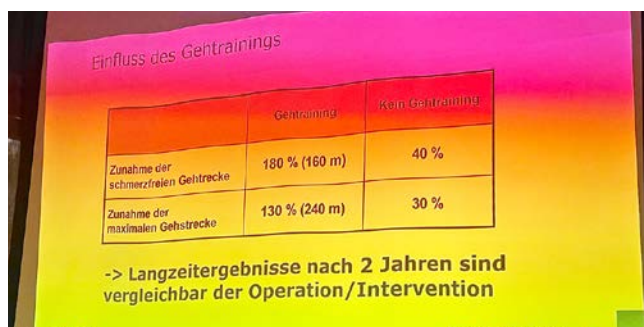 Einfluss des Gehtrainings
Gehtraining Kein Gehtraining
Zunahme der
schmerzfreien Gehtrecke 180 % (160 m) 40 %
Zunahme der
maximalen Gehstrecke 130 % (240 m) 30 %
-> Langzeitergebnisse nach 2 Jahren sind
vergleichbar der Operation/Intervention